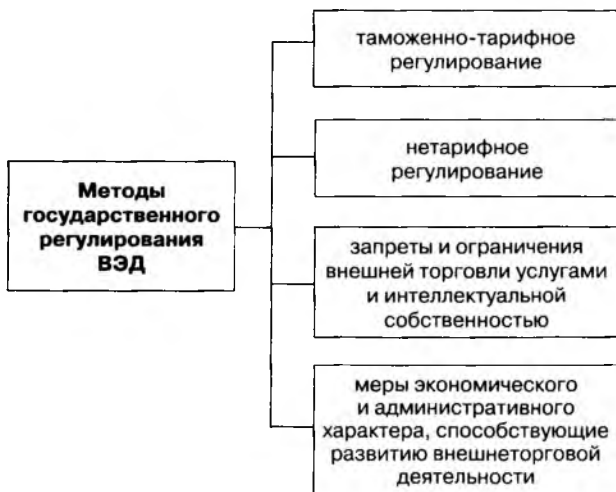 Методы
государственного
регулирования
ВЭД
таможенно-тарифное
регулирование
нетарифное
регулирование
запреты и ограничения
внешней торговли услугами
и интеллектуальной
собственностью
меры экономического
и административного
характера, способствующие
развитию внешнеторговой
деятельности